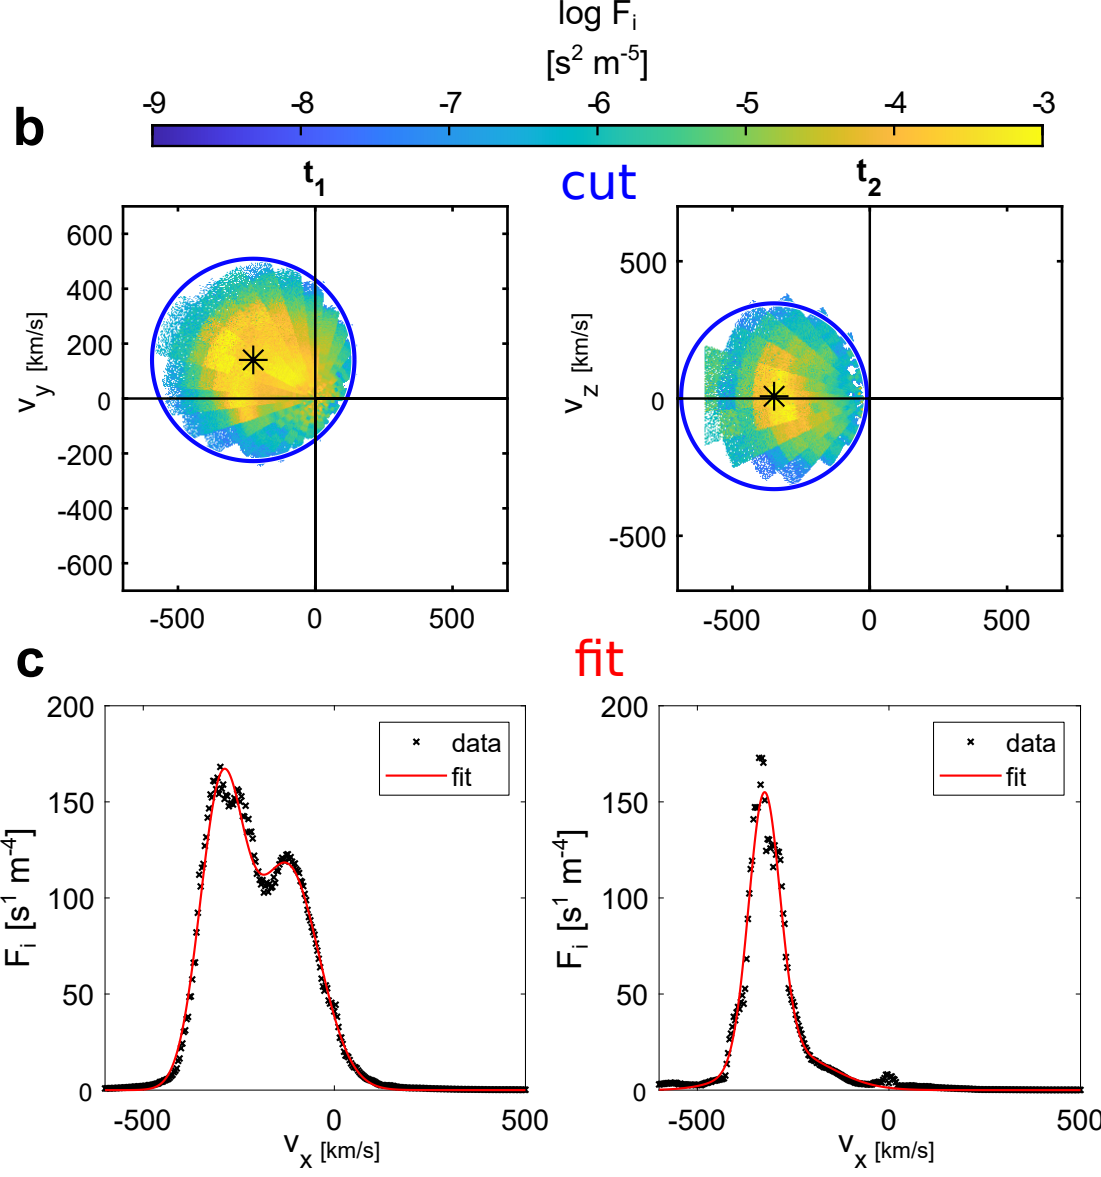 log F_i
[s^2 m^-5]
-9 -8 -7 -6 -5 -4 -3
b
t_1 cut t_2
600
400
200
0
-200
-400
-600
v_y [km/s]
-500 0 500
500
0
-500
v_z [km/s]
-500 0 500
c fit
200
150
100
50
0
F_i [s^1 m^-4]
data
fit
-500 0 500
v_x [km/s]
200
150
100
50
0
F_i [s^1 m^-4]
data
fit
-500 0 500
v_x [km/s]